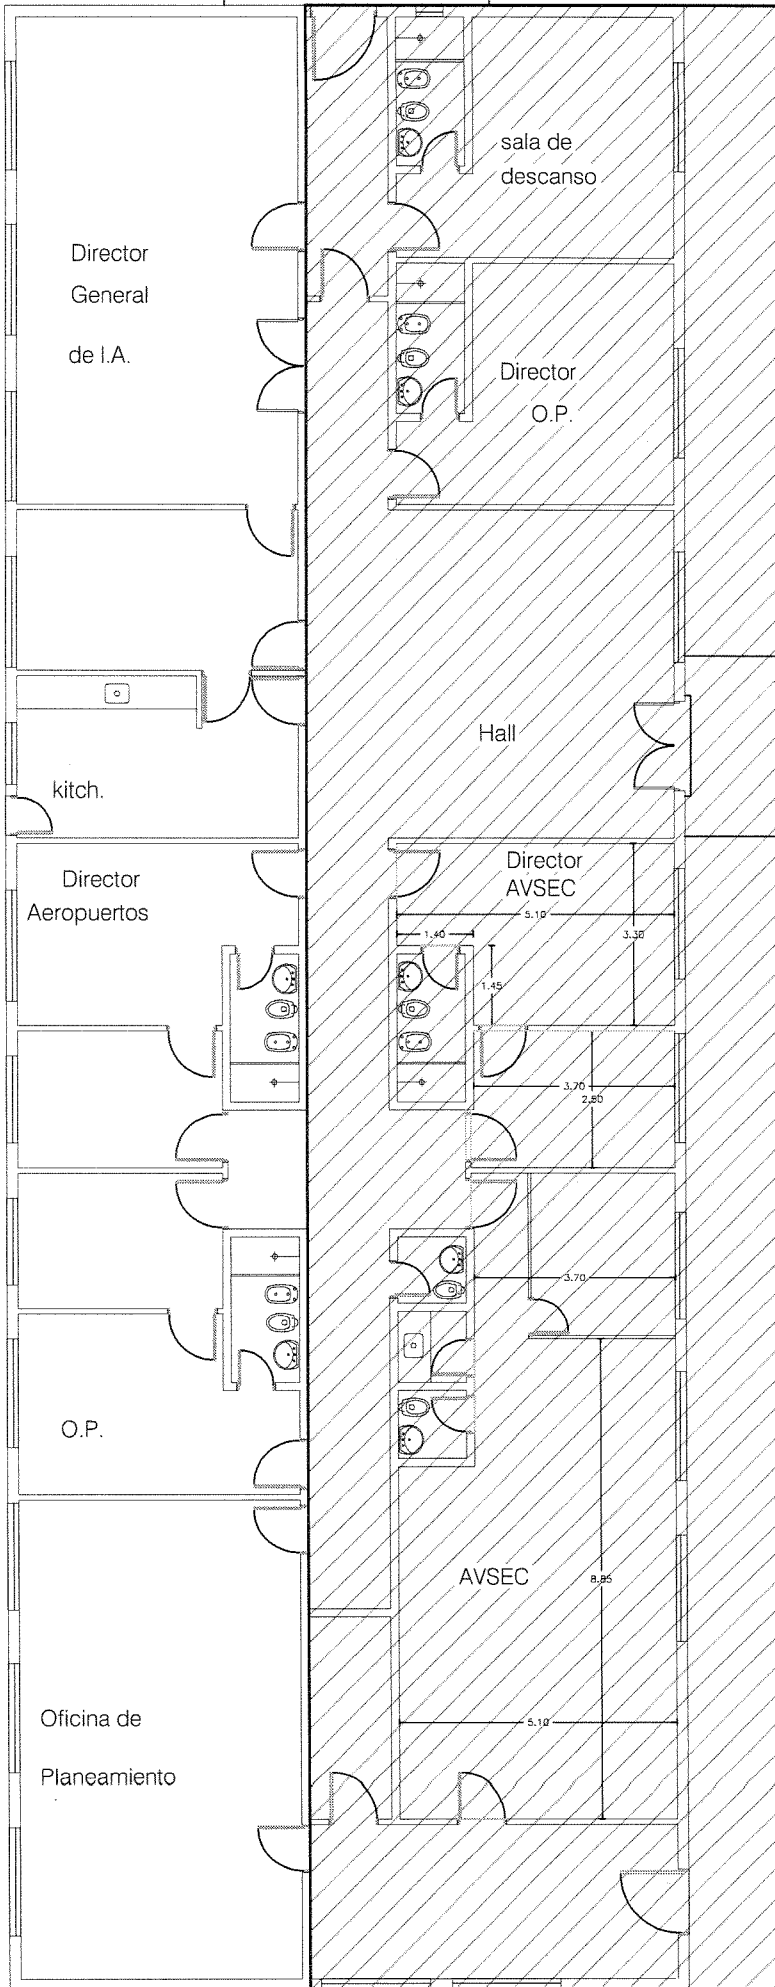 sala de
descanso
Director
General
de I.A.
Director
O.P.
Hall
kitch.
Director
Aeropuertos
Director
AVSEC
5.10
3.30
1.40
1.45
3.70
2.50
3.70
O.P.
AVSEC
8.85
Oficina de
Planeamiento
5.10